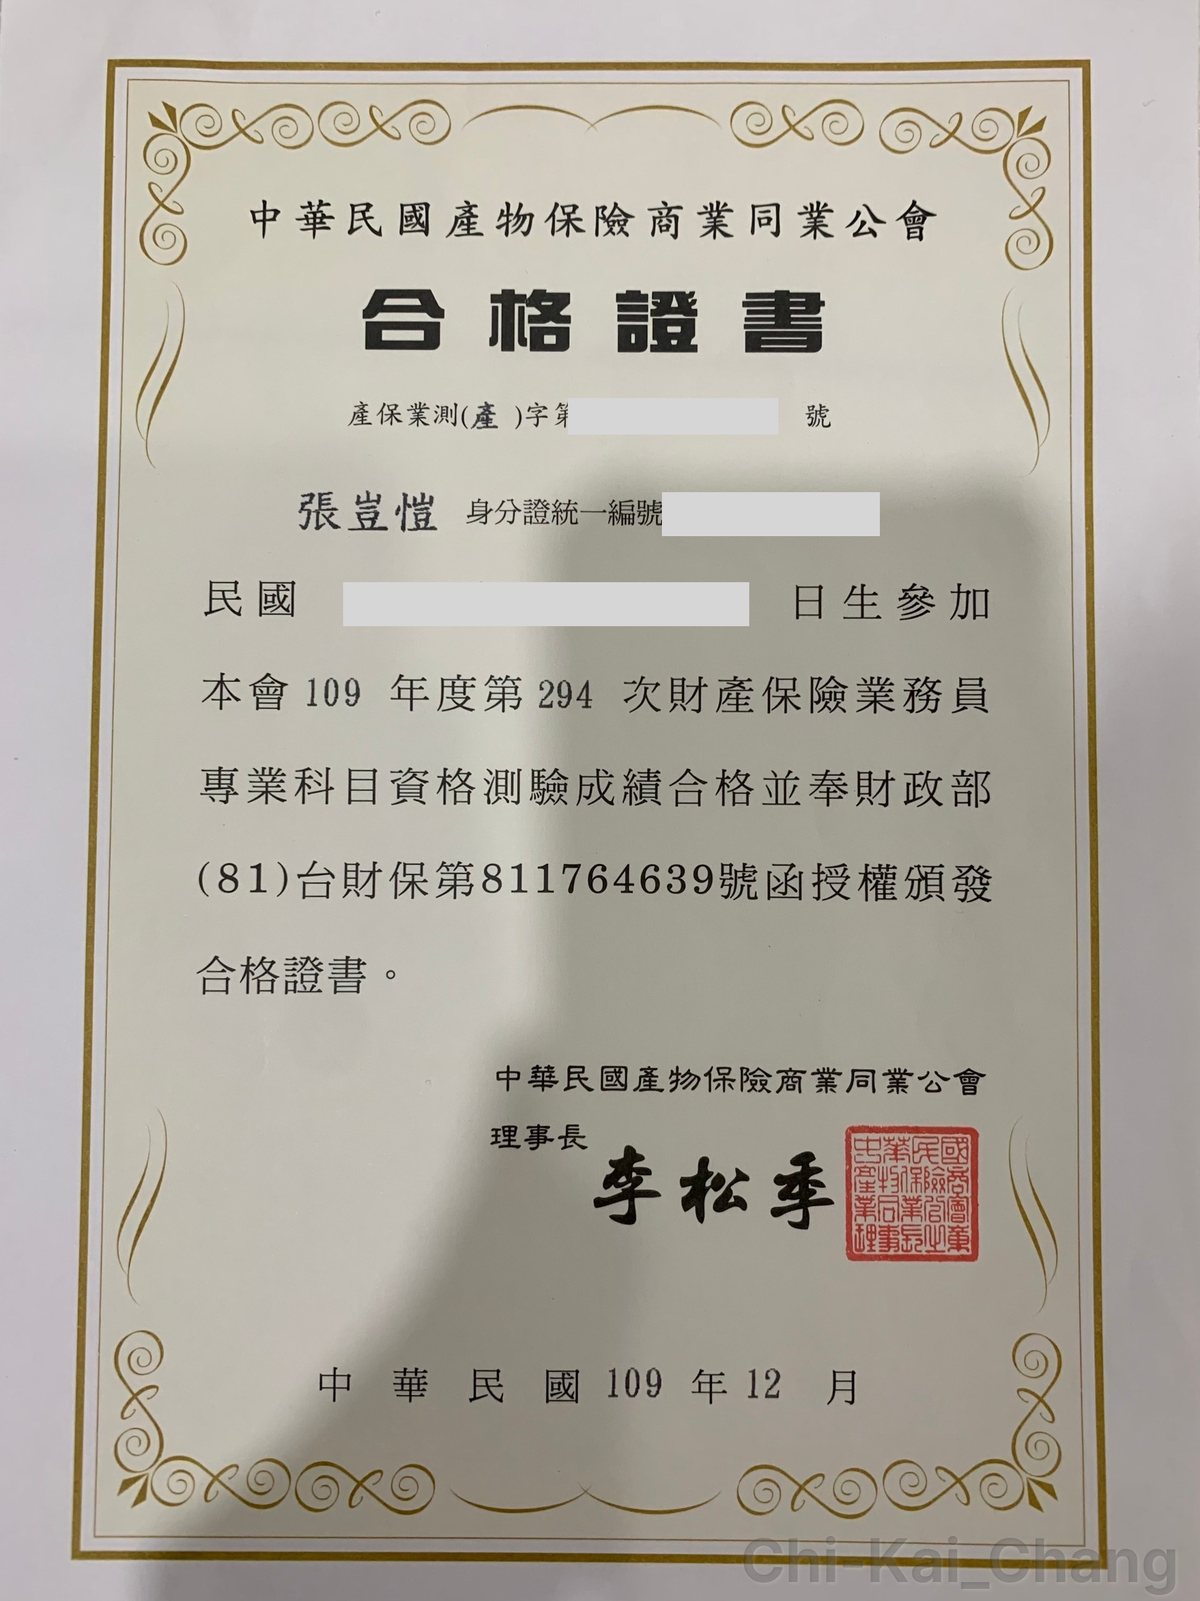 中華民國產物保險商業同業公會
合格證書
產保業測(產 )字第 號
張豈愷 身分證統一編號
民國 日生參加
本會 109 年度第 294 次財產保險業務員
專業科目資格測驗成績合格並奉財政部
(81)台財保第811764639號函授權頒發
合格證書。
中華民國產物保險商業同業公會
理事長
李松季
中華民國 109 年 12 月
Chi-Kai_Chang